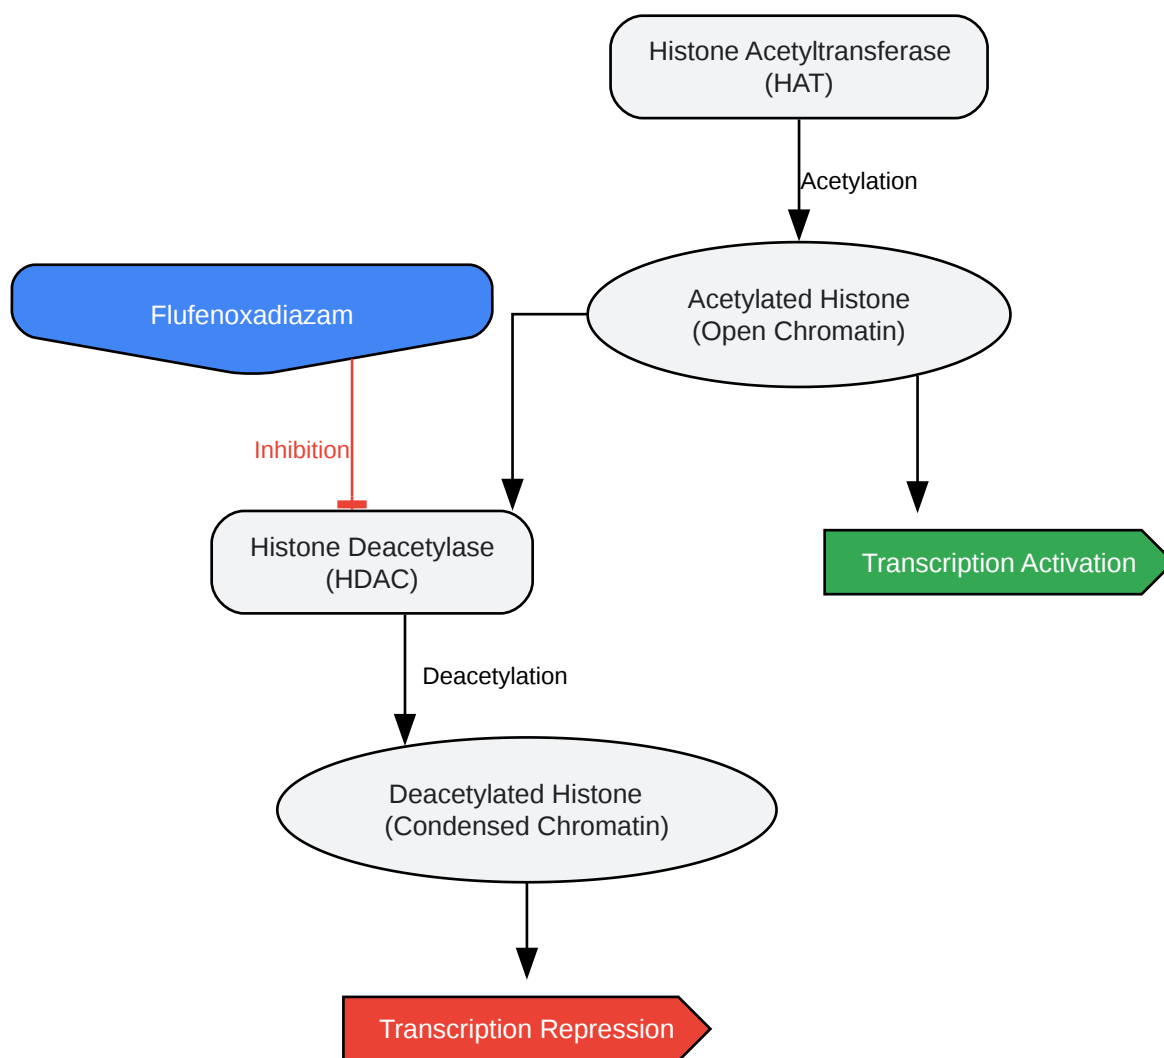 Histone Acetyltransferase
(HAT)
Acetylation
Flufenoxadiazam
Acetylated Histone
(Open Chromatin)
Inhibition
Histone Deacetylase
(HDAC)
Transcription Activation
Deacetylation
Deacetylated Histone
(Condensed Chromatin)
Transcription Repression